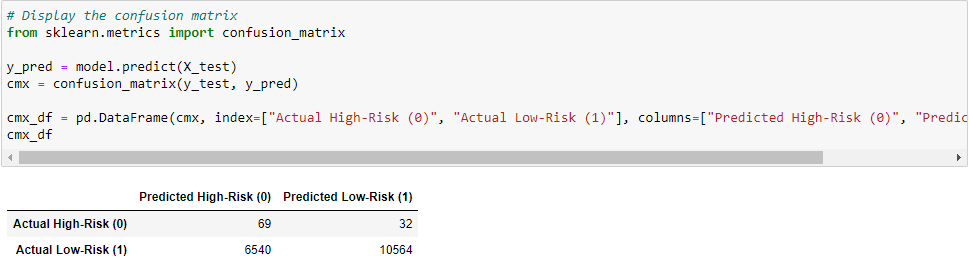 # Display the confusion matrix
from sklearn.metrics import confusion_matrix
y_pred = model.predict(X_test)
cmx = confusion_matrix(y_test, y_pred)
cmx_df = pd.DataFrame(cmx, index=["Actual High-Risk (0)", "Actual Low-Risk (1)"], columns=["Predicted High-Risk (0)", "Predic
cmx_df
Predicted High-Risk (0) Predicted Low-Risk (1)
Actual High-Risk (0) 69 32
Actual Low-Risk (1) 6540 10564